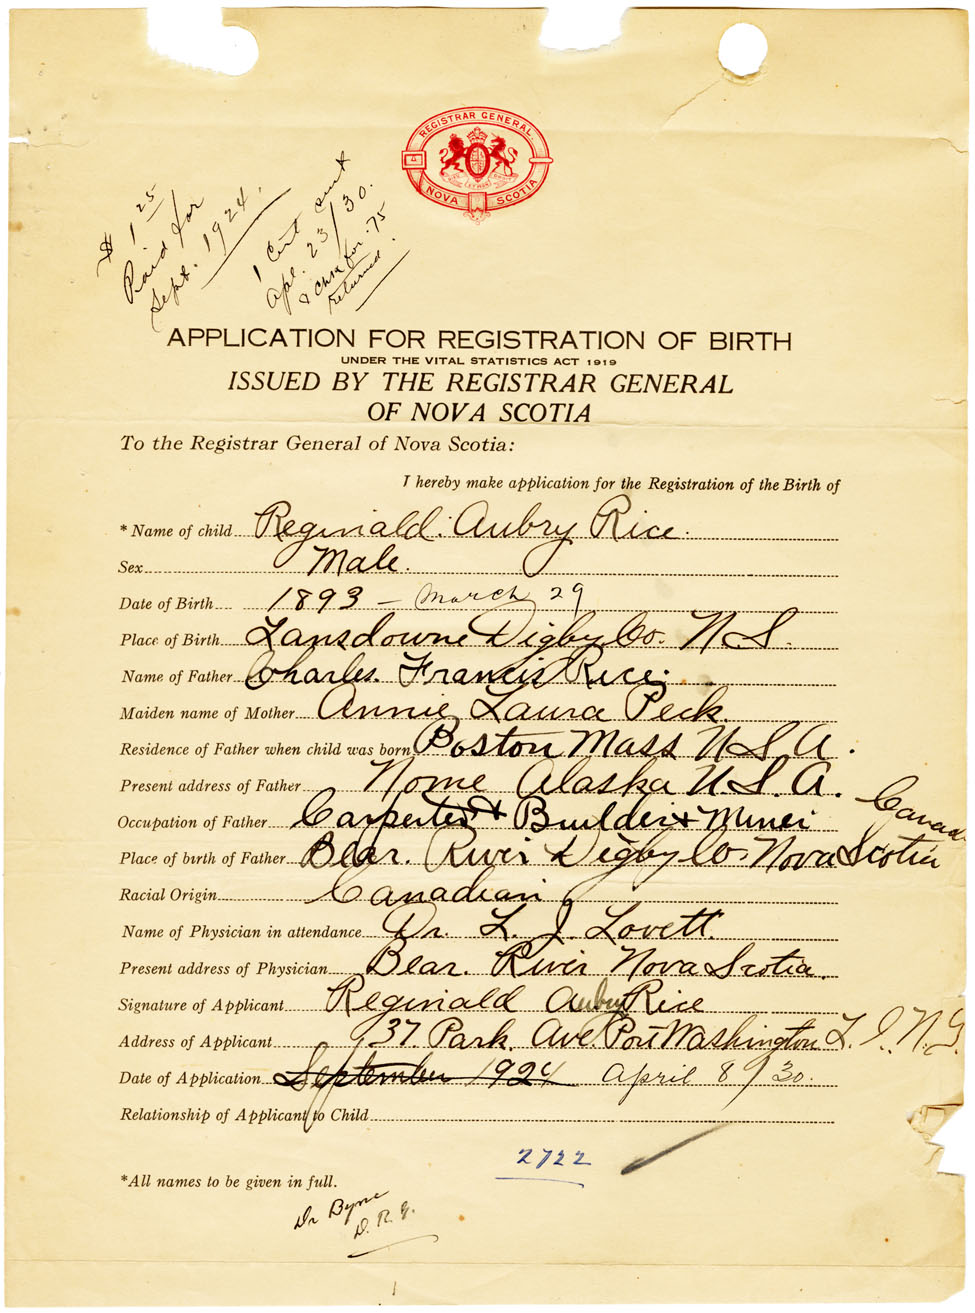 REGISTRAR GENERAL.
NOVA SCOTIA
$ 1 25
Paid for
Sept. 1924.
1 Cert sent
Apl. 23/30.
for .75
returned.
APPLICATION FOR REGISTRATION OF BIRTH
UNDER THE VITAL STATISTICS ACT 1919
ISSUED BY THE REGISTRAR GENERAL
OF NOVA SCOTIA
To the Registrar General of Nova Scotia:
I hereby make application for the Registration of the Birth of
* Name of child Reginald. Aubry Rice.
Sex Male.
Date of Birth 1893 – March 29
Place of Birth Lansdowne Digby Co. N S.
Name of Father Charles Francis Rice.
Maiden name of Mother Annie Laura Peck.
Residence of Father when child was born Boston Mass U S A.
Present address of Father Nome Alaska U. S. A.
Occupation of Father Carpenter & Builder & Miner
Place of birth of Father Bear. River Digby Co. Nova Scotia Canad
Racial Origin Canadian
Name of Physician in attendance Dr. L. J. Lovett.
Present address of Physician Bear. River Nova Scotia.
Signature of Applicant Reginald Aubry Rice
Address of Applicant 37. Park. Ave. Port Washington L. I. N. Y.
Date of Application September 1924 April 8/30.
Relationship of Applicant to Child
2722
*All names to be given in full.
Dr Byrne
D. R. G.